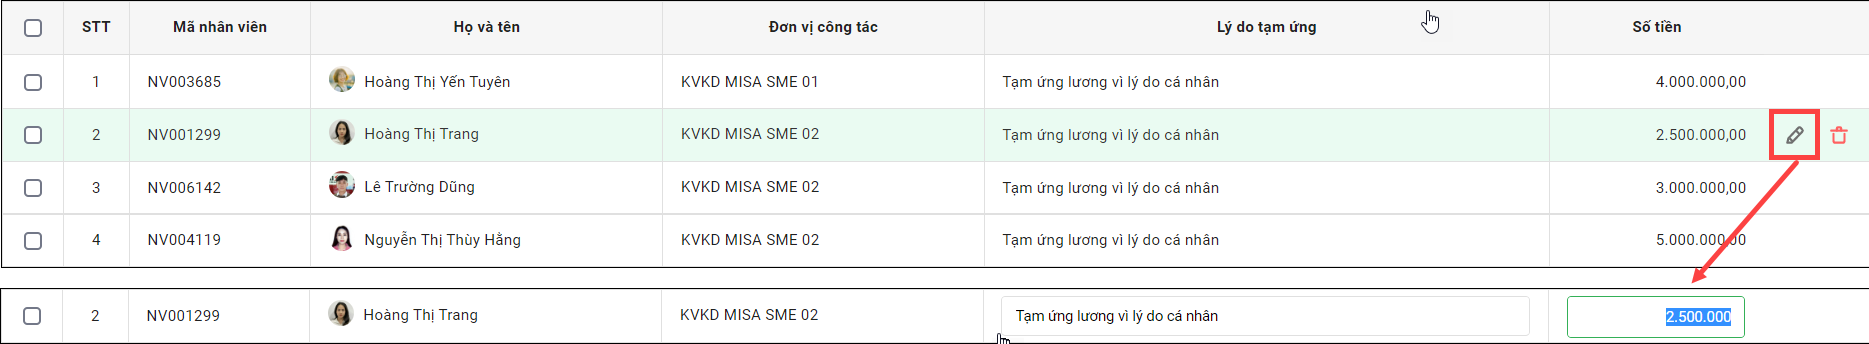 STT Mã nhân viên Họ và tên Đơn vị công tác Lý do tạm ứng Số tiền
1 NV003685 Hoàng Thị Yến Tuyên KVKD MISA SME 01 Tạm ứng lương vì lý do cá nhân 4.000.000,00
2 NV001299 Hoàng Thị Trang KVKD MISA SME 02 Tạm ứng lương vì lý do cá nhân 2.500.000,00
3 NV006142 Lê Trường Dũng KVKD MISA SME 02 Tạm ứng lương vì lý do cá nhân 3.000.000,00
4 NV004119 Nguyễn Thị Thùy Hằng KVKD MISA SME 02 Tạm ứng lương vì lý do cá nhân 5.000.000,00
2 NV001299 Hoàng Thị Trang KVKD MISA SME 02 Tạm ứng lương vì lý do cá nhân 2.500.000